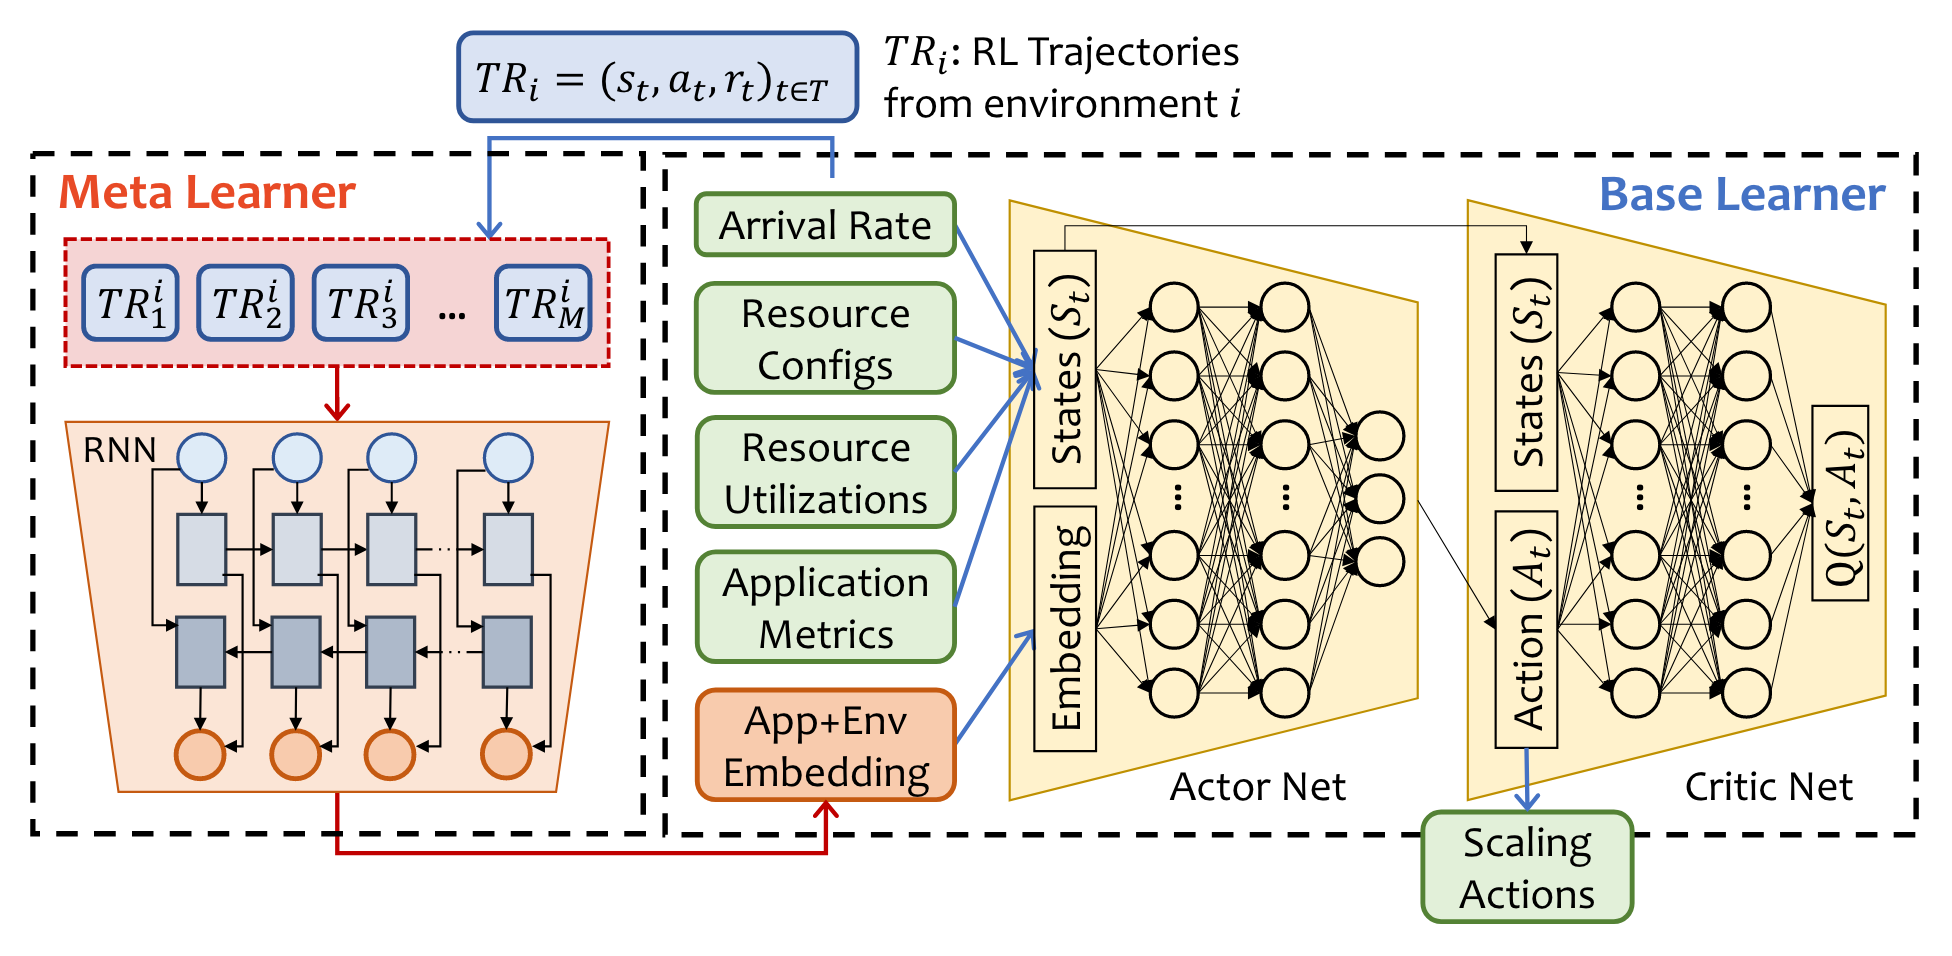 TR_i = (s_t, a_t, r_t)_{t∈T}
TR_i: RL Trajectories
from environment i
Meta Learner
TR_1^i TR_2^i TR_3^i ... TR_M^i
RNN
Base Learner
Arrival Rate
Resource
Configs
Resource
Utilizations
Application
Metrics
App+Env
Embedding
States (S_t)
Embedding
...
...
Actor Net
States (S_t)
Action (A_t)
...
...
Q(S_t, A_t)
Critic Net
Scaling
Actions